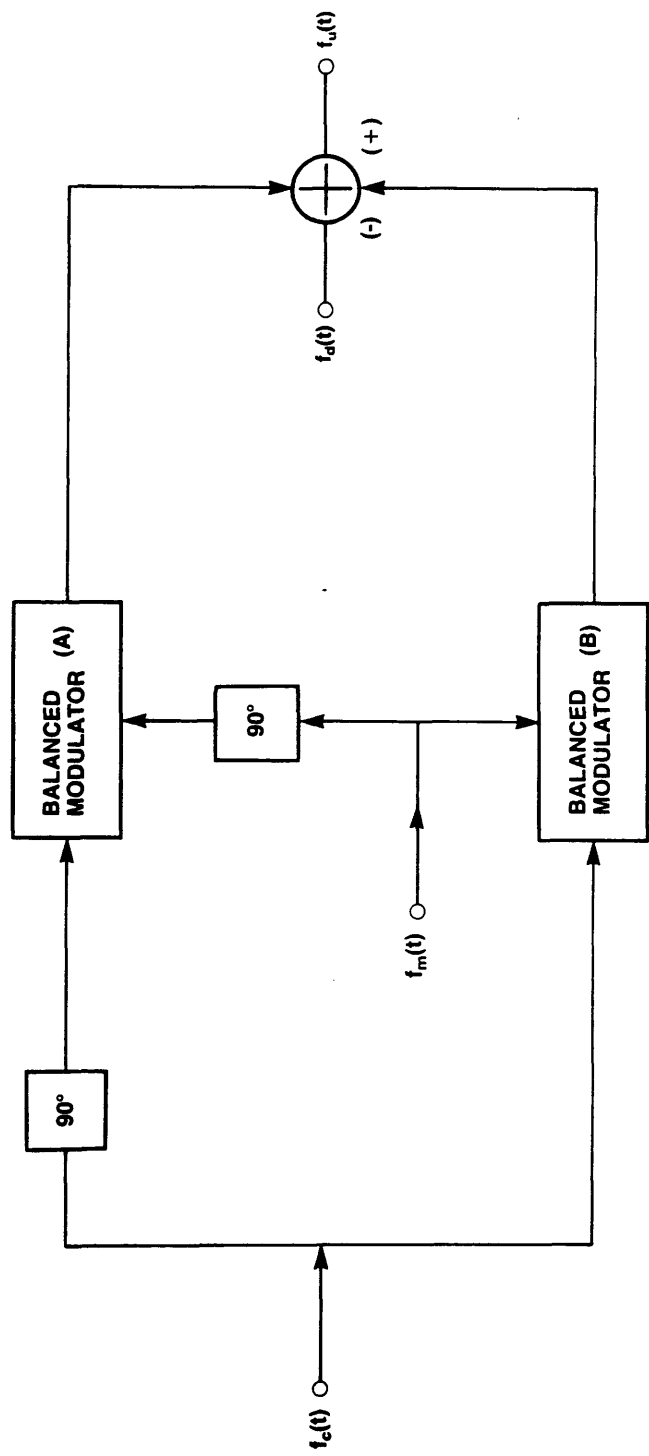 90°
BALANCED
MODULATOR (A)
90°
f_c(t)
f_m(t)
f_d(t)
(-)
(+)
f_u(t)
BALANCED
MODULATOR (B)